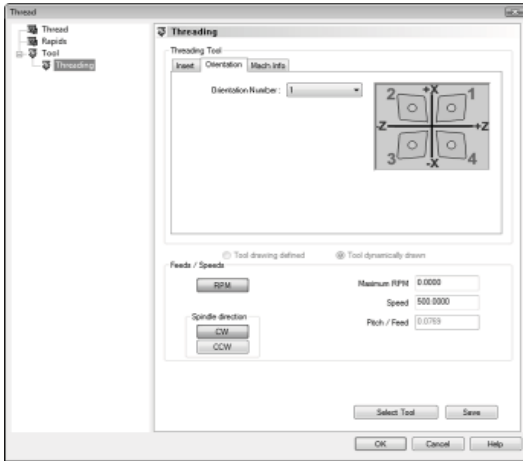 Thread
Thread
Rapids
Tool
Threading
Threading
Threading Tool
Insert Orientation Mach Info
Orientation Number: 1
2 +X 1
-Z +Z
3 -X 4
Tool drawing defined Tool dynamically drawn
Feeds / Speeds
RPM
Maximum RPM 0.0000
Speed 500.0000
Pitch / Feed 0.0769
Spindle direction
CW
CCW
Select Tool Save
OK Cancel Help